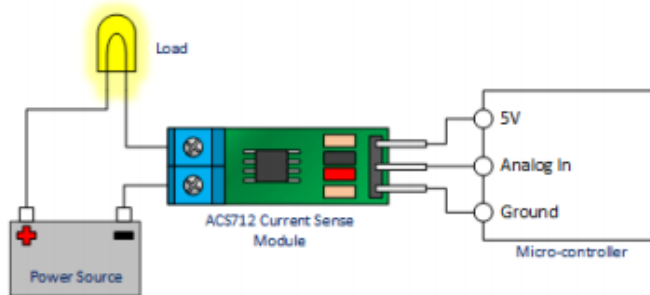 Load
5V
Analog In
Ground
ACS712 Current Sense
Module
Micro-controller
Power Source